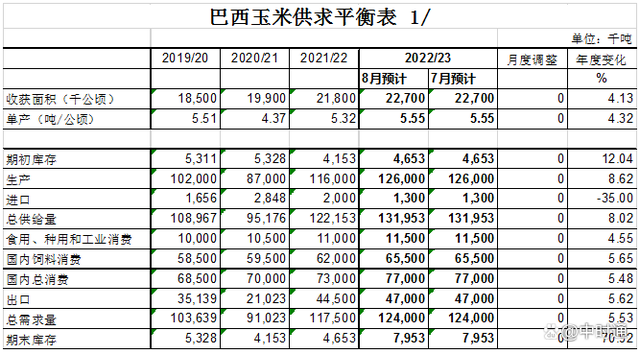 巴西玉米供求平衡表 1/
单位：千吨
2019/20 2020/21 2021/22 2022/23 月度调整 年度变化
8月预计 7月预计 %
收获面积（千公顷） 18,500 19,900 21,800 22,700 22,700 0 4.13
单产（吨/公顷） 5.51 4.37 5.32 5.55 5.55 0 4.32
期初库存 5,311 5,328 4,153 4,653 4,653 0 12.04
生产 102,000 87,000 116,000 126,000 126,000 0 8.62
进口 1,656 2,848 2,000 1,300 1,300 0 -35.00
总供给量 108,967 95,176 122,153 131,953 131,953 0 8.02
食用、种用和工业消费 10,000 10,500 11,000 11,500 11,500 0 4.55
国内饲料消费 58,500 59,500 62,000 65,500 65,500 0 5.65
国内总消费 68,500 70,000 73,000 77,000 77,000 0 5.48
出口 35,139 21,023 44,500 47,000 47,000 0 5.62
总需求量 103,639 91,023 117,500 124,000 124,000 0 5.53
期末库存 5,328 4,153 4,653 7,953 7,953 0 70.92